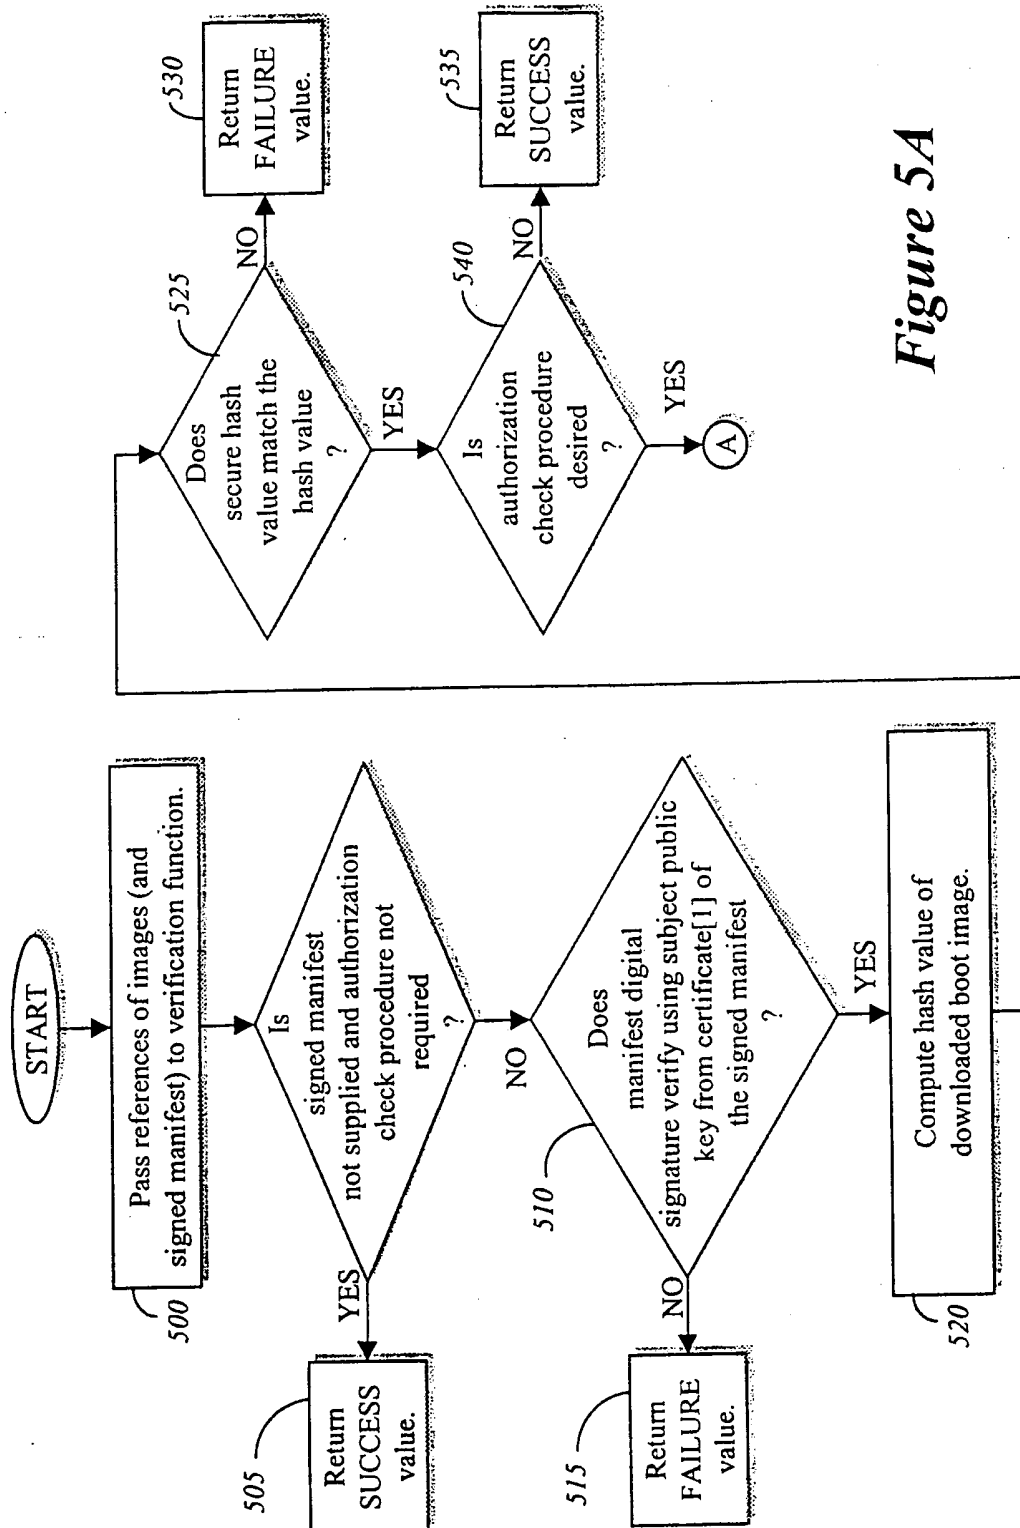 START
Pass references of images (and
signed manifest) to verification function.
500
Is
signed manifest
not supplied and authorization
check procedure not
required
?
YES
505
Return
SUCCESS
value.
NO
510
Does
manifest digital
signature verify using subject public
key from certificate[1] of
the signed manifest
?
NO
515
Return
FAILURE
value.
YES
520
Compute hash value of
downloaded boot image.
525
Does
secure hash
value match the
hash value
?
NO
530
Return
FAILURE
value.
YES
540
Is
authorization
check procedure
desired
?
NO
535
Return
SUCCESS
value.
YES
A
Figure 5A